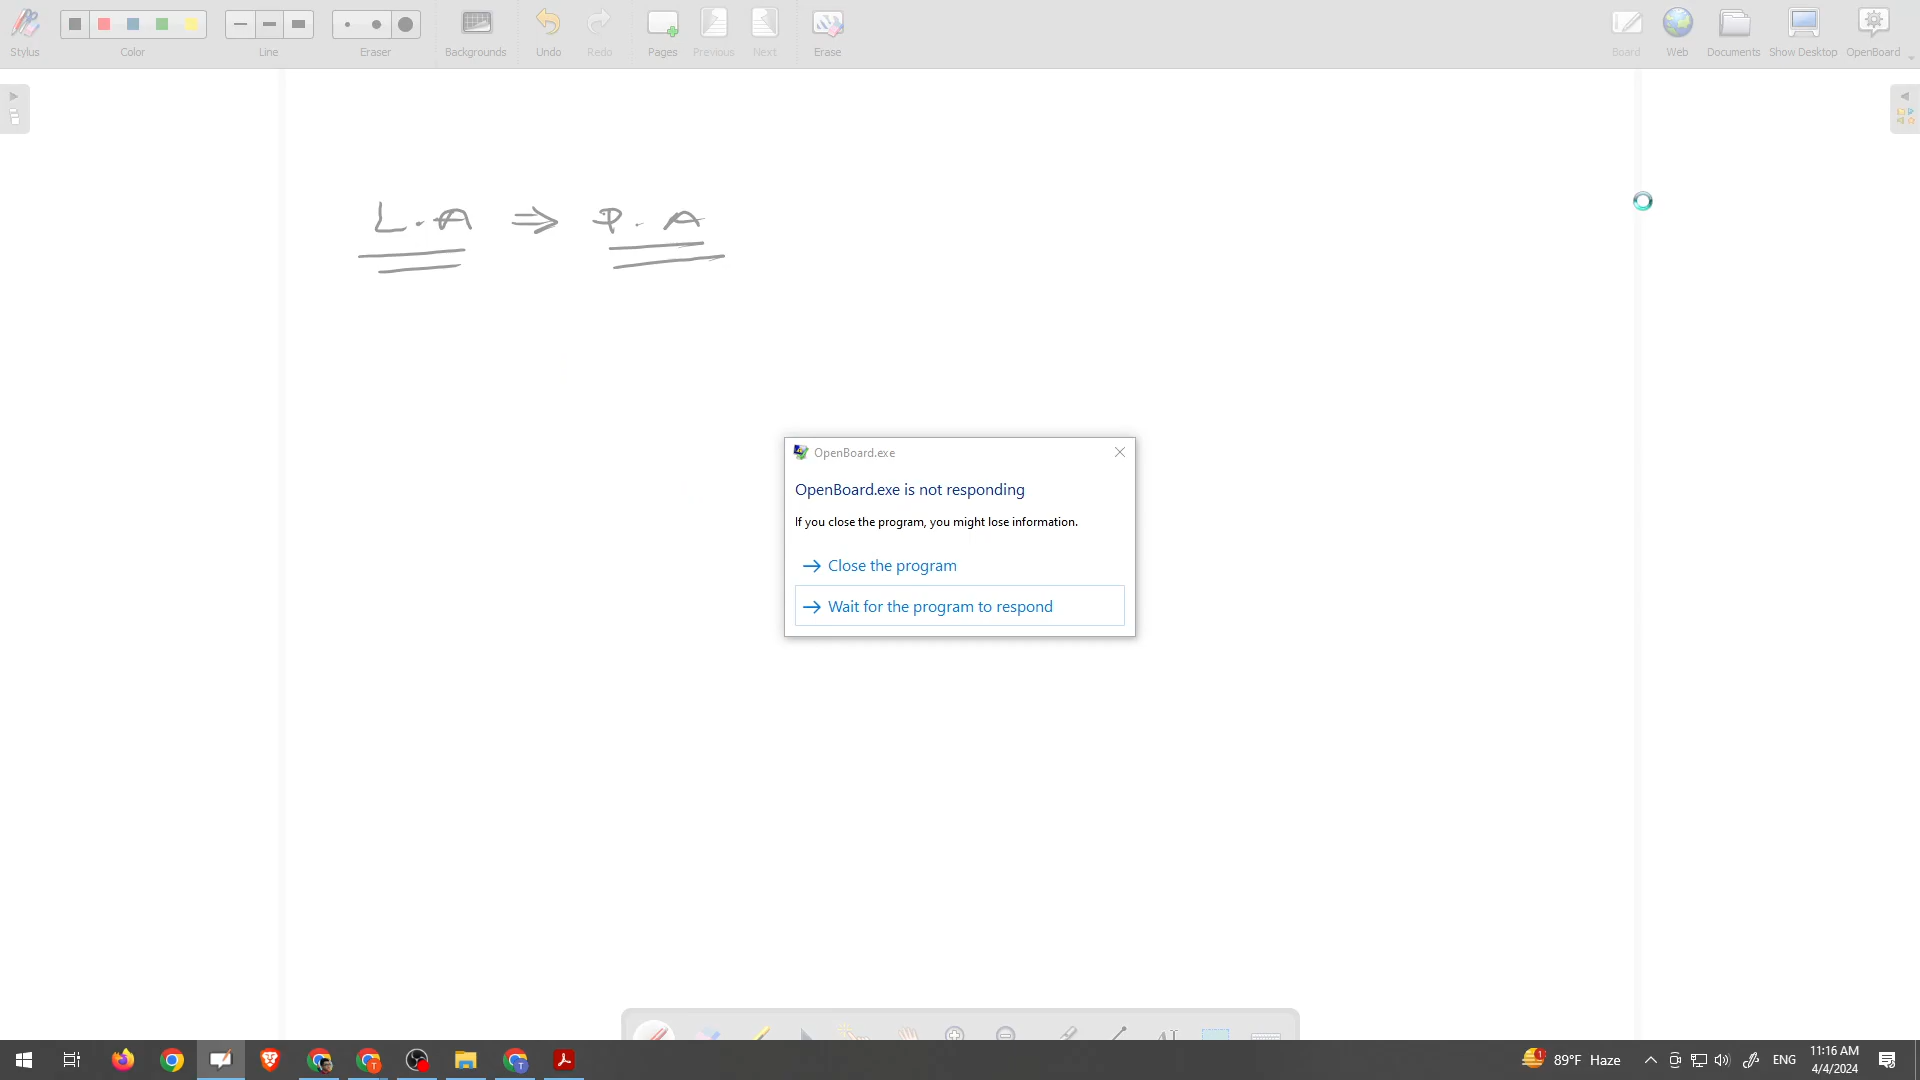 Stylus Color Line Eraser Backgrounds Undo Redo Pages Previous Next Erase Board Web Documents Show Desktop OpenBoard
L.A ⇒ P.A
OpenBoard.exe
OpenBoard.exe is not responding
If you close the program, you might lose information.
→ Close the program
→ Wait for the program to respond
89°F Haze ENG 11:16 AM
4/4/2024